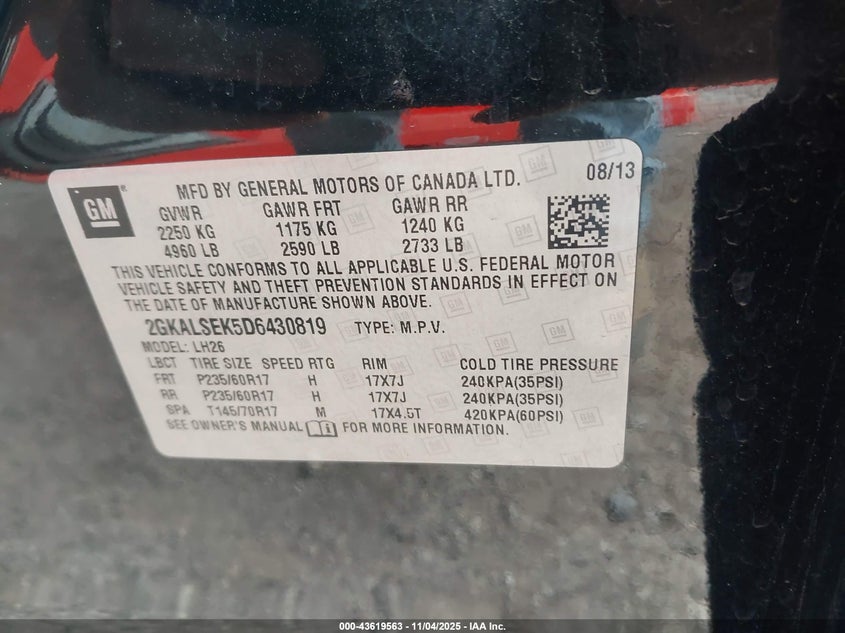 MFD BY GENERAL MOTORS OF CANADA LTD. 08/13
GM
GVWR GAWR FRT GAWR RR
2250 KG 1175 KG 1240 KG
4960 LB 2590 LB 2733 LB
THIS VEHICLE CONFORMS TO ALL APPLICABLE U.S. FEDERAL MOTOR
VEHICLE SAFETY AND THEFT PREVENTION STANDARDS IN EFFECT ON
THE DATE OF MANUFACTURE SHOWN ABOVE.
2GKALSEK5D6430819 TYPE: M.P.V.
MODEL: LH26
LBCT TIRE SIZE SPEED RTG RIM COLD TIRE PRESSURE
FRT P235/60R17 H 17X7J 240KPA(35PSI)
RR P235/60R17 H 17X7J 240KPA(35PSI)
SPA T145/70R17 M 17X4.5T 420KPA(60PSI)
SEE OWNER'S MANUAL FOR MORE INFORMATION.
000-43619563 - 11/04/2025 - IAA Inc.